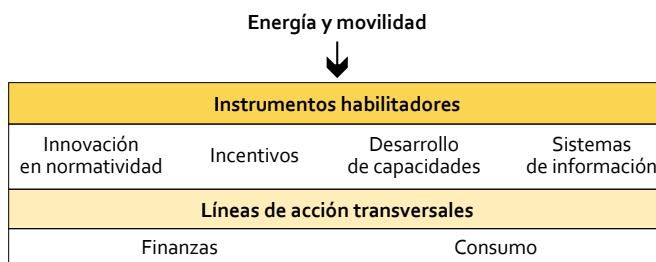 Energía y movilidad
Instrumentos habilitadores
Innovación
en normatividad
Incentivos
Desarrollo
de capacidades
Sistemas
de información
Líneas de acción transversales
Finanzas
Consumo